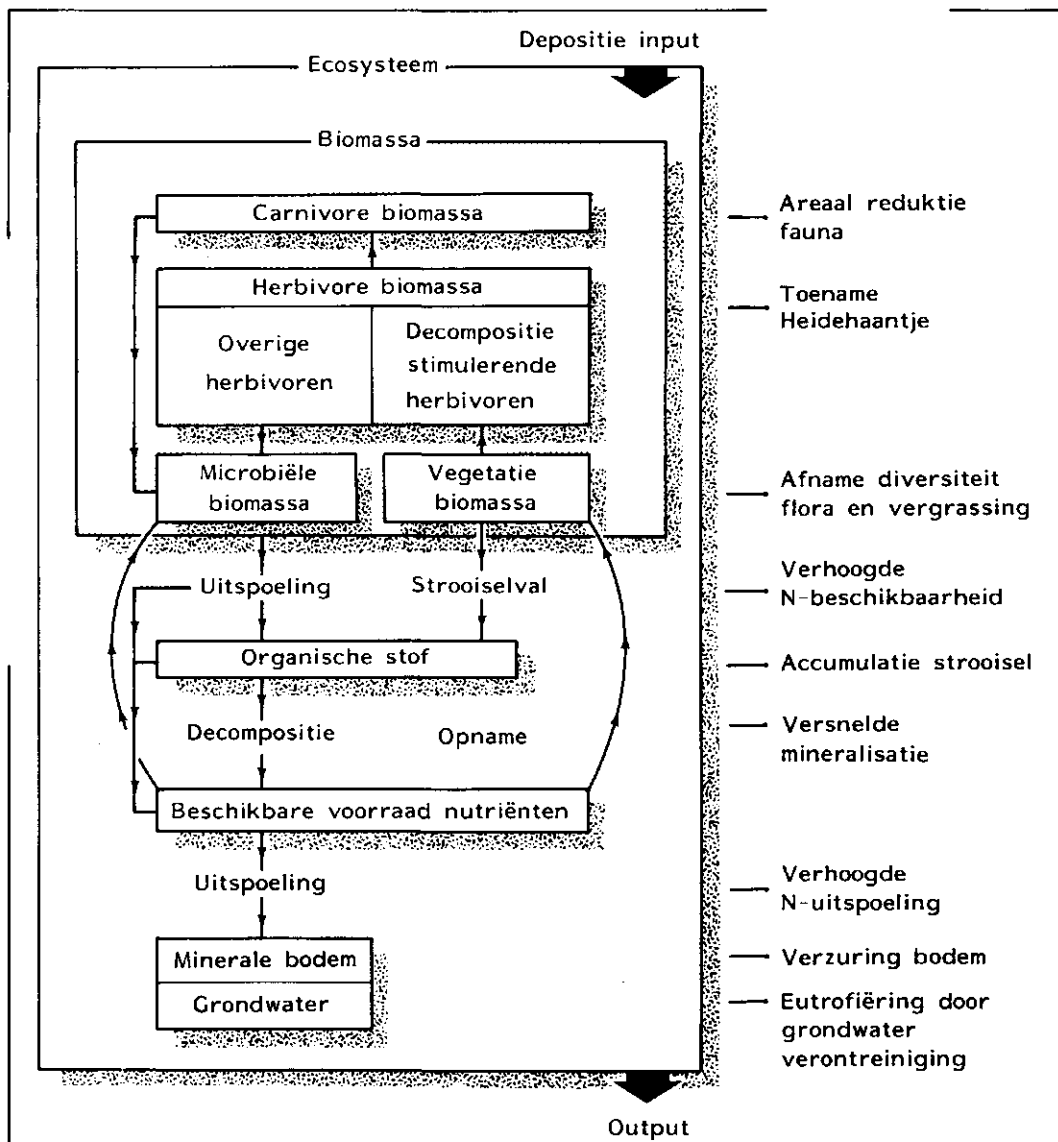 Depositie input
Ecosysteem
Biomassa
Carnivore biomassa
Herbivore biomassa
Overige
herbivoren
Decompositie
stimulerende
herbivoren
Microbiële
biomassa
Vegetatie
biomassa
Uitspoeling
Strooiselval
Organische stof
Decompositie
Opname
Beschikbare voorraad nutriënten
Uitspoeling
Minerale bodem
Grondwater
Output
Areaal reduktie
fauna
Toename
Heidehaantje
Afname diversiteit
flora en vergrassing
Verhoogde
N-beschikbaarheid
Accumulatie strooisel
Versnelde
mineralisatie
Verhoogde
N-uitspoeling
Verzuring bodem
Eutrofiëring door
grondwater
verontreiniging